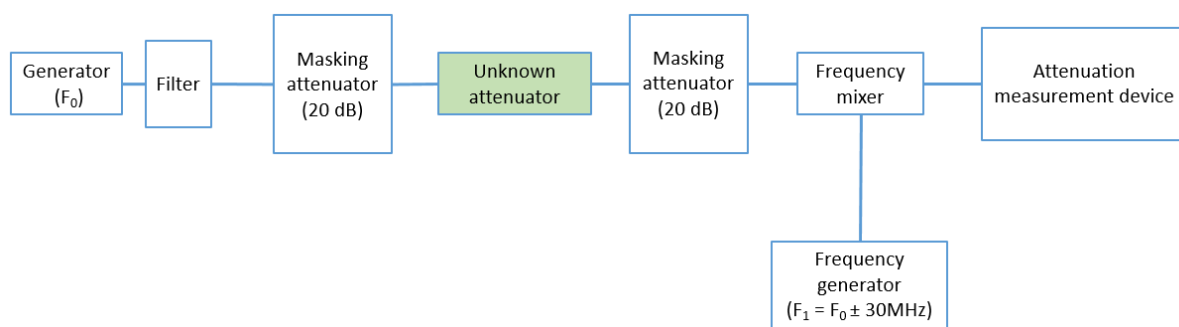 Generator
(F₀)
Filter
Masking
attenuator
(20 dB)
Unknown
attenuator
Masking
attenuator
(20 dB)
Frequency
mixer
Attenuation
measurement device
Frequency
generator
(F₁ = F₀ ± 30MHz)